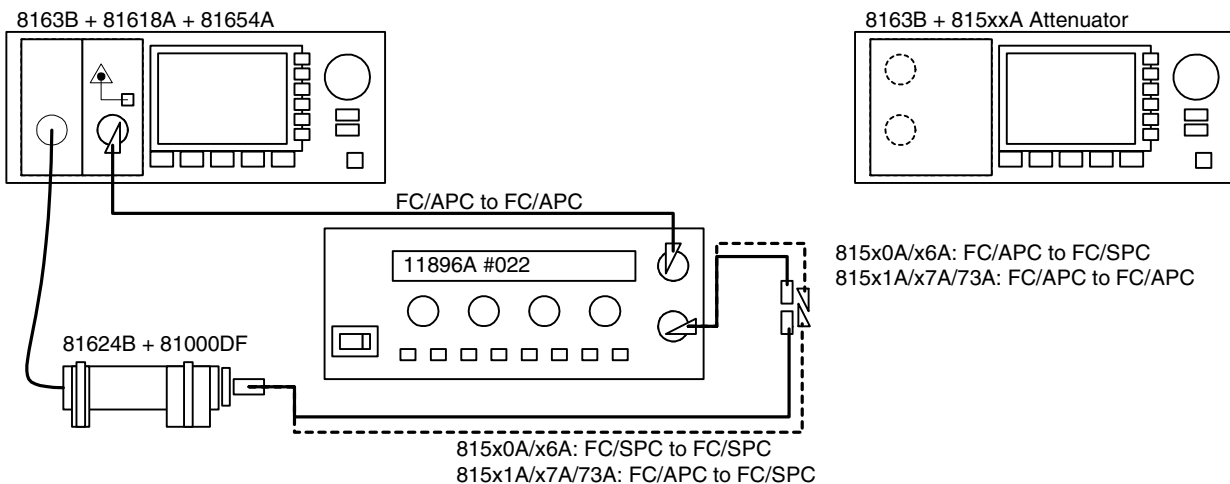 8163B + 81618A + 81654A
8163B + 815xxA Attenuator
FC/APC to FC/APC
11896A #022
815x0A/x6A: FC/APC to FC/SPC
815x1A/x7A/73A: FC/APC to FC/APC
81624B + 81000DF
815x0A/x6A: FC/SPC to FC/SPC
815x1A/x7A/73A: FC/APC to FC/SPC